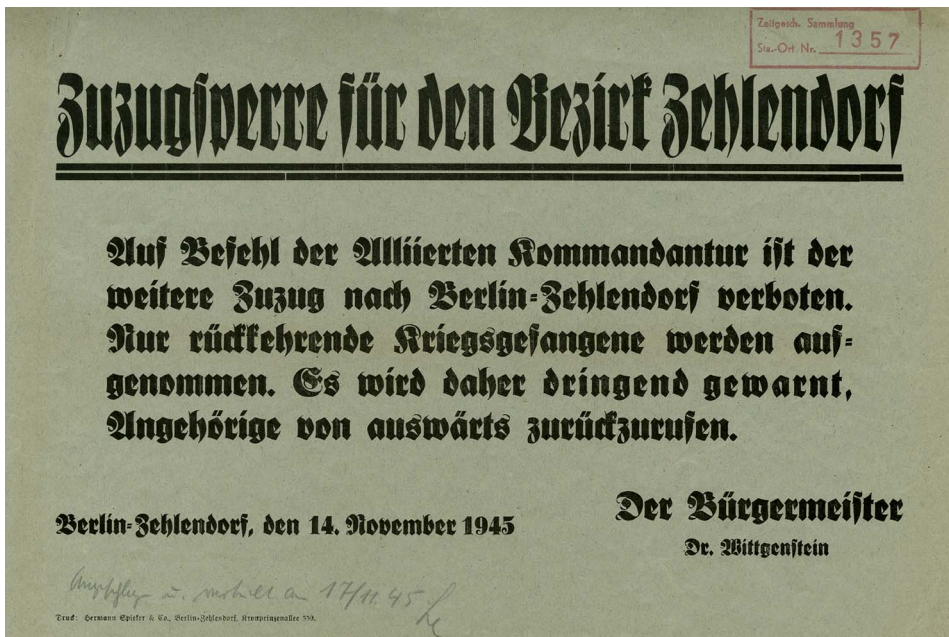 Zeitgesch. Sammlung
Sta.-Ort Nr. 1357
Zuzugsperre für den Bezirk Zehlendorf
Auf Befehl der Alliierten Kommandantur ist der
weitere Zuzug nach Berlin-Zehlendorf verboten.
Nur rückkehrende Kriegsgefangene werden auf-
genommen. Es wird daher dringend gewarnt,
Angehörige von auswärts zurückzurufen.
Der Bürgermeister
Berlin-Zehlendorf, den 14. November 1945
Dr. Wittgenstein
u. am 17/11.45
Druck: Hermann Spieker & Co., Berlin-Zehlendorf, Kronprinzenallee 330.